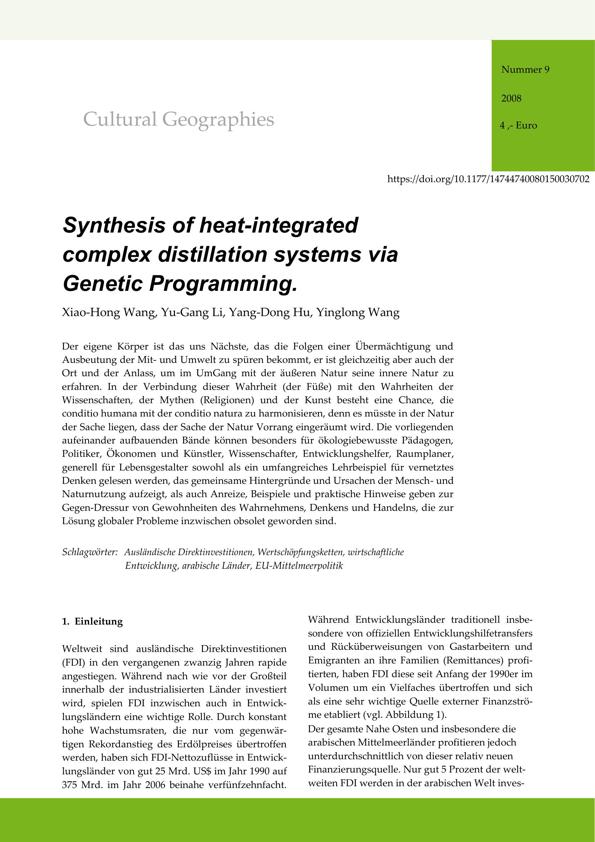 Nummer 9
2008
4 ,- Euro
Cultural Geographies
https://doi.org/10.1177/14744740080150030702
Synthesis of heat-integrated
complex distillation systems via
Genetic Programming.
Xiao-Hong Wang, Yu-Gang Li, Yang-Dong Hu, Yinglong Wang
Der eigene Körper ist das uns Nächste, das die Folgen einer Übermächtigung und
Ausbeutung der Mit- und Umwelt zu spüren bekommt, er ist gleichzeitig aber auch der
Ort und der Anlass, um im UmGang mit der äußeren Natur seine innere Natur zu
erfahren. In der Verbindung dieser Wahrheit (der Füße) mit den Wahrheiten der
Wissenschaften, der Mythen (Religionen) und der Kunst besteht eine Chance, die
conditio humana mit der conditio natura zu harmonisieren, denn es müsste in der Natur
der Sache liegen, dass der Sache der Natur Vorrang eingeräumt wird. Die vorliegenden
aufeinander aufbauenden Bände können besonders für ökologiebewusste Pädagogen,
Politiker, Ökonomen und Künstler, Wissenschafter, Entwicklungshelfer, Raumplaner,
generell für Lebensgestalter sowohl als ein umfangreiches Lehrbeispiel für vernetztes
Denken gelesen werden, das gemeinsame Hintergründe und Ursachen der Mensch- und
Naturnutzung aufzeigt, als auch Anreize, Beispiele und praktische Hinweise geben zur
Gegen-Dressur von Gewohnheiten des Wahrnehmens, Denkens und Handelns, die zur
Lösung globaler Probleme inzwischen obsolet geworden sind.
Schlagwörter: Ausländische Direktinvestitionen, Wertschöpfungsketten, wirtschaftliche
Entwicklung, arabische Länder, EU-Mittelmeerpolitik
1. Einleitung
Weltweit sind ausländische Direktinvestitionen
(FDI) in den vergangenen zwanzig Jahren rapide
angestiegen. Während nach wie vor der Großteil
innerhalb der industrialisierten Länder investiert
wird, spielen FDI inzwischen auch in Entwick-
lungsländern eine wichtige Rolle. Durch konstant
hohe Wachstumsraten, die nur vom gegenwär-
tigen Rekordanstieg des Erdölpreises übertroffen
werden, haben sich FDI-Nettozuflüsse in Entwick-
lungsländer von gut 25 Mrd. US$ im Jahr 1990 auf
375 Mrd. im Jahr 2006 beinahe verfünfzehnfacht.
Während Entwicklungsländer traditionell insbe-
sondere von offiziellen Entwicklungshilfetransfers
und Rücküberweisungen von Gastarbeitern und
Emigranten an ihre Familien (Remittances) profi-
tierten, haben FDI diese seit Anfang der 1990er im
Volumen um ein Vielfaches übertroffen und sich
als eine sehr wichtige Quelle externer Finanzströ-
me etabliert (vgl. Abbildung 1).
Der gesamte Nahe Osten und insbesondere die
arabischen Mittelmeerländer profitieren jedoch
unterdurchschnittlich von dieser relativ neuen
Finanzierungsquelle. Nur gut 5 Prozent der welt-
weiten FDI werden in der arabischen Welt inves-